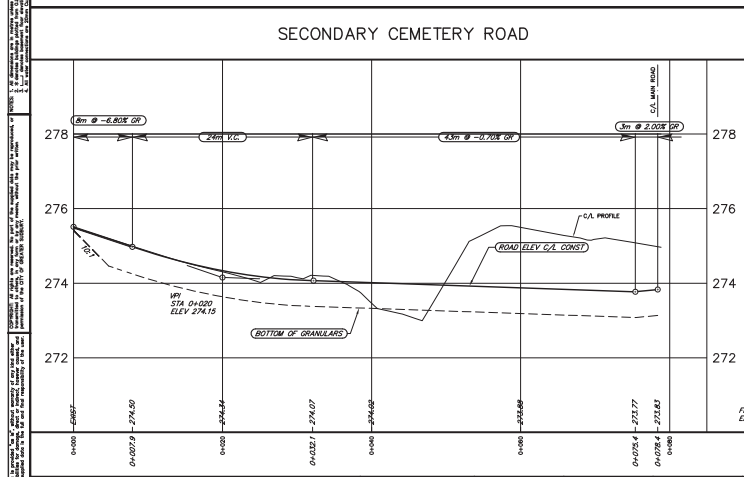 SECONDARY CEMETERY ROAD
C/L MAIN ROAD
8m @ -6.80% GR
24m V.C.
43m @ -0.70% GR
3m @ 2.00% GR
278
276
274
272
278
276
274
272
C/L PROFILE
ROAD ELEV C/L CONST
10:1
VPI
STA 0+020
ELEV 274.15
BOTTOM OF GRANULARS
EXIST
274.50
274.34
274.07
274.02
273.88
273.77
273.83
0+000
0+007.9
0+020
0+032.1
0+040
0+060
0+075.4
0+078.4
0+080